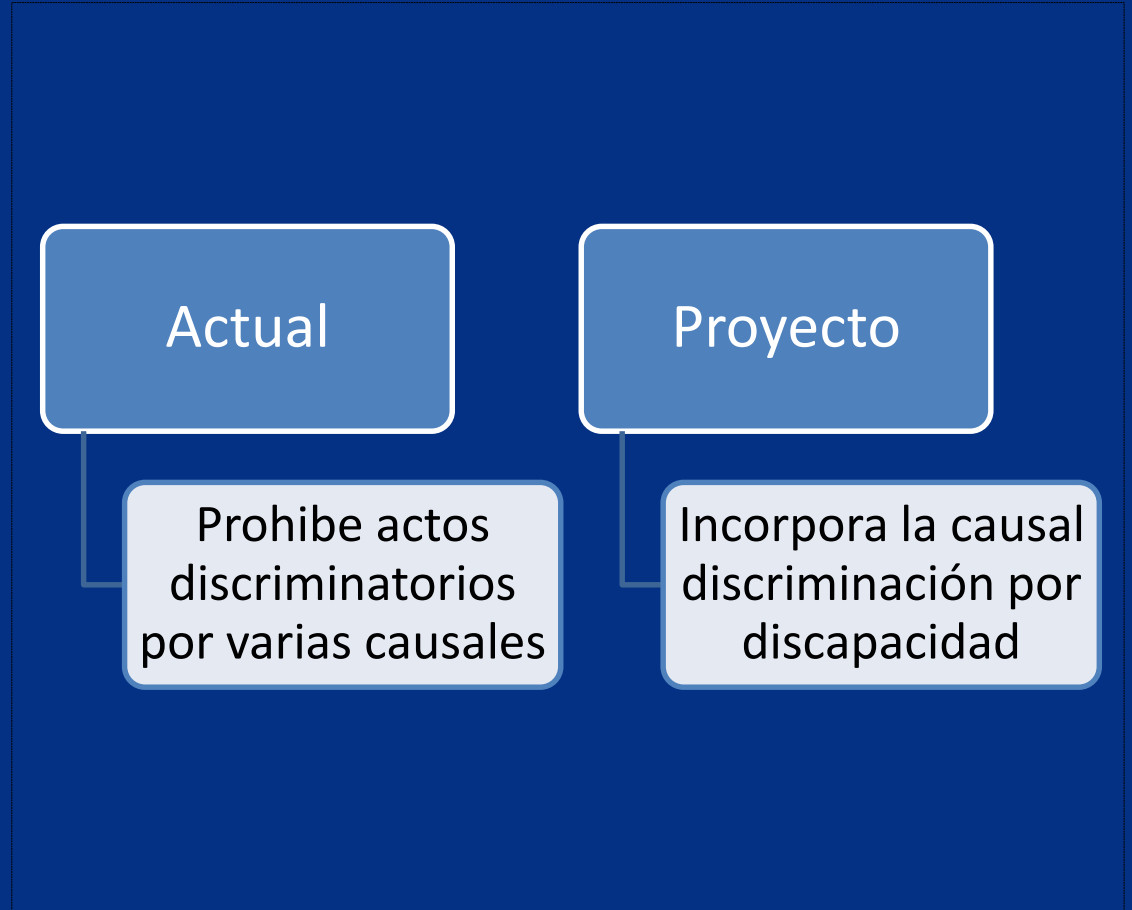 Actual
Prohibe actos
discriminatorios
por varias causales
Proyecto
Incorpora la causal
discriminación por
discapacidad